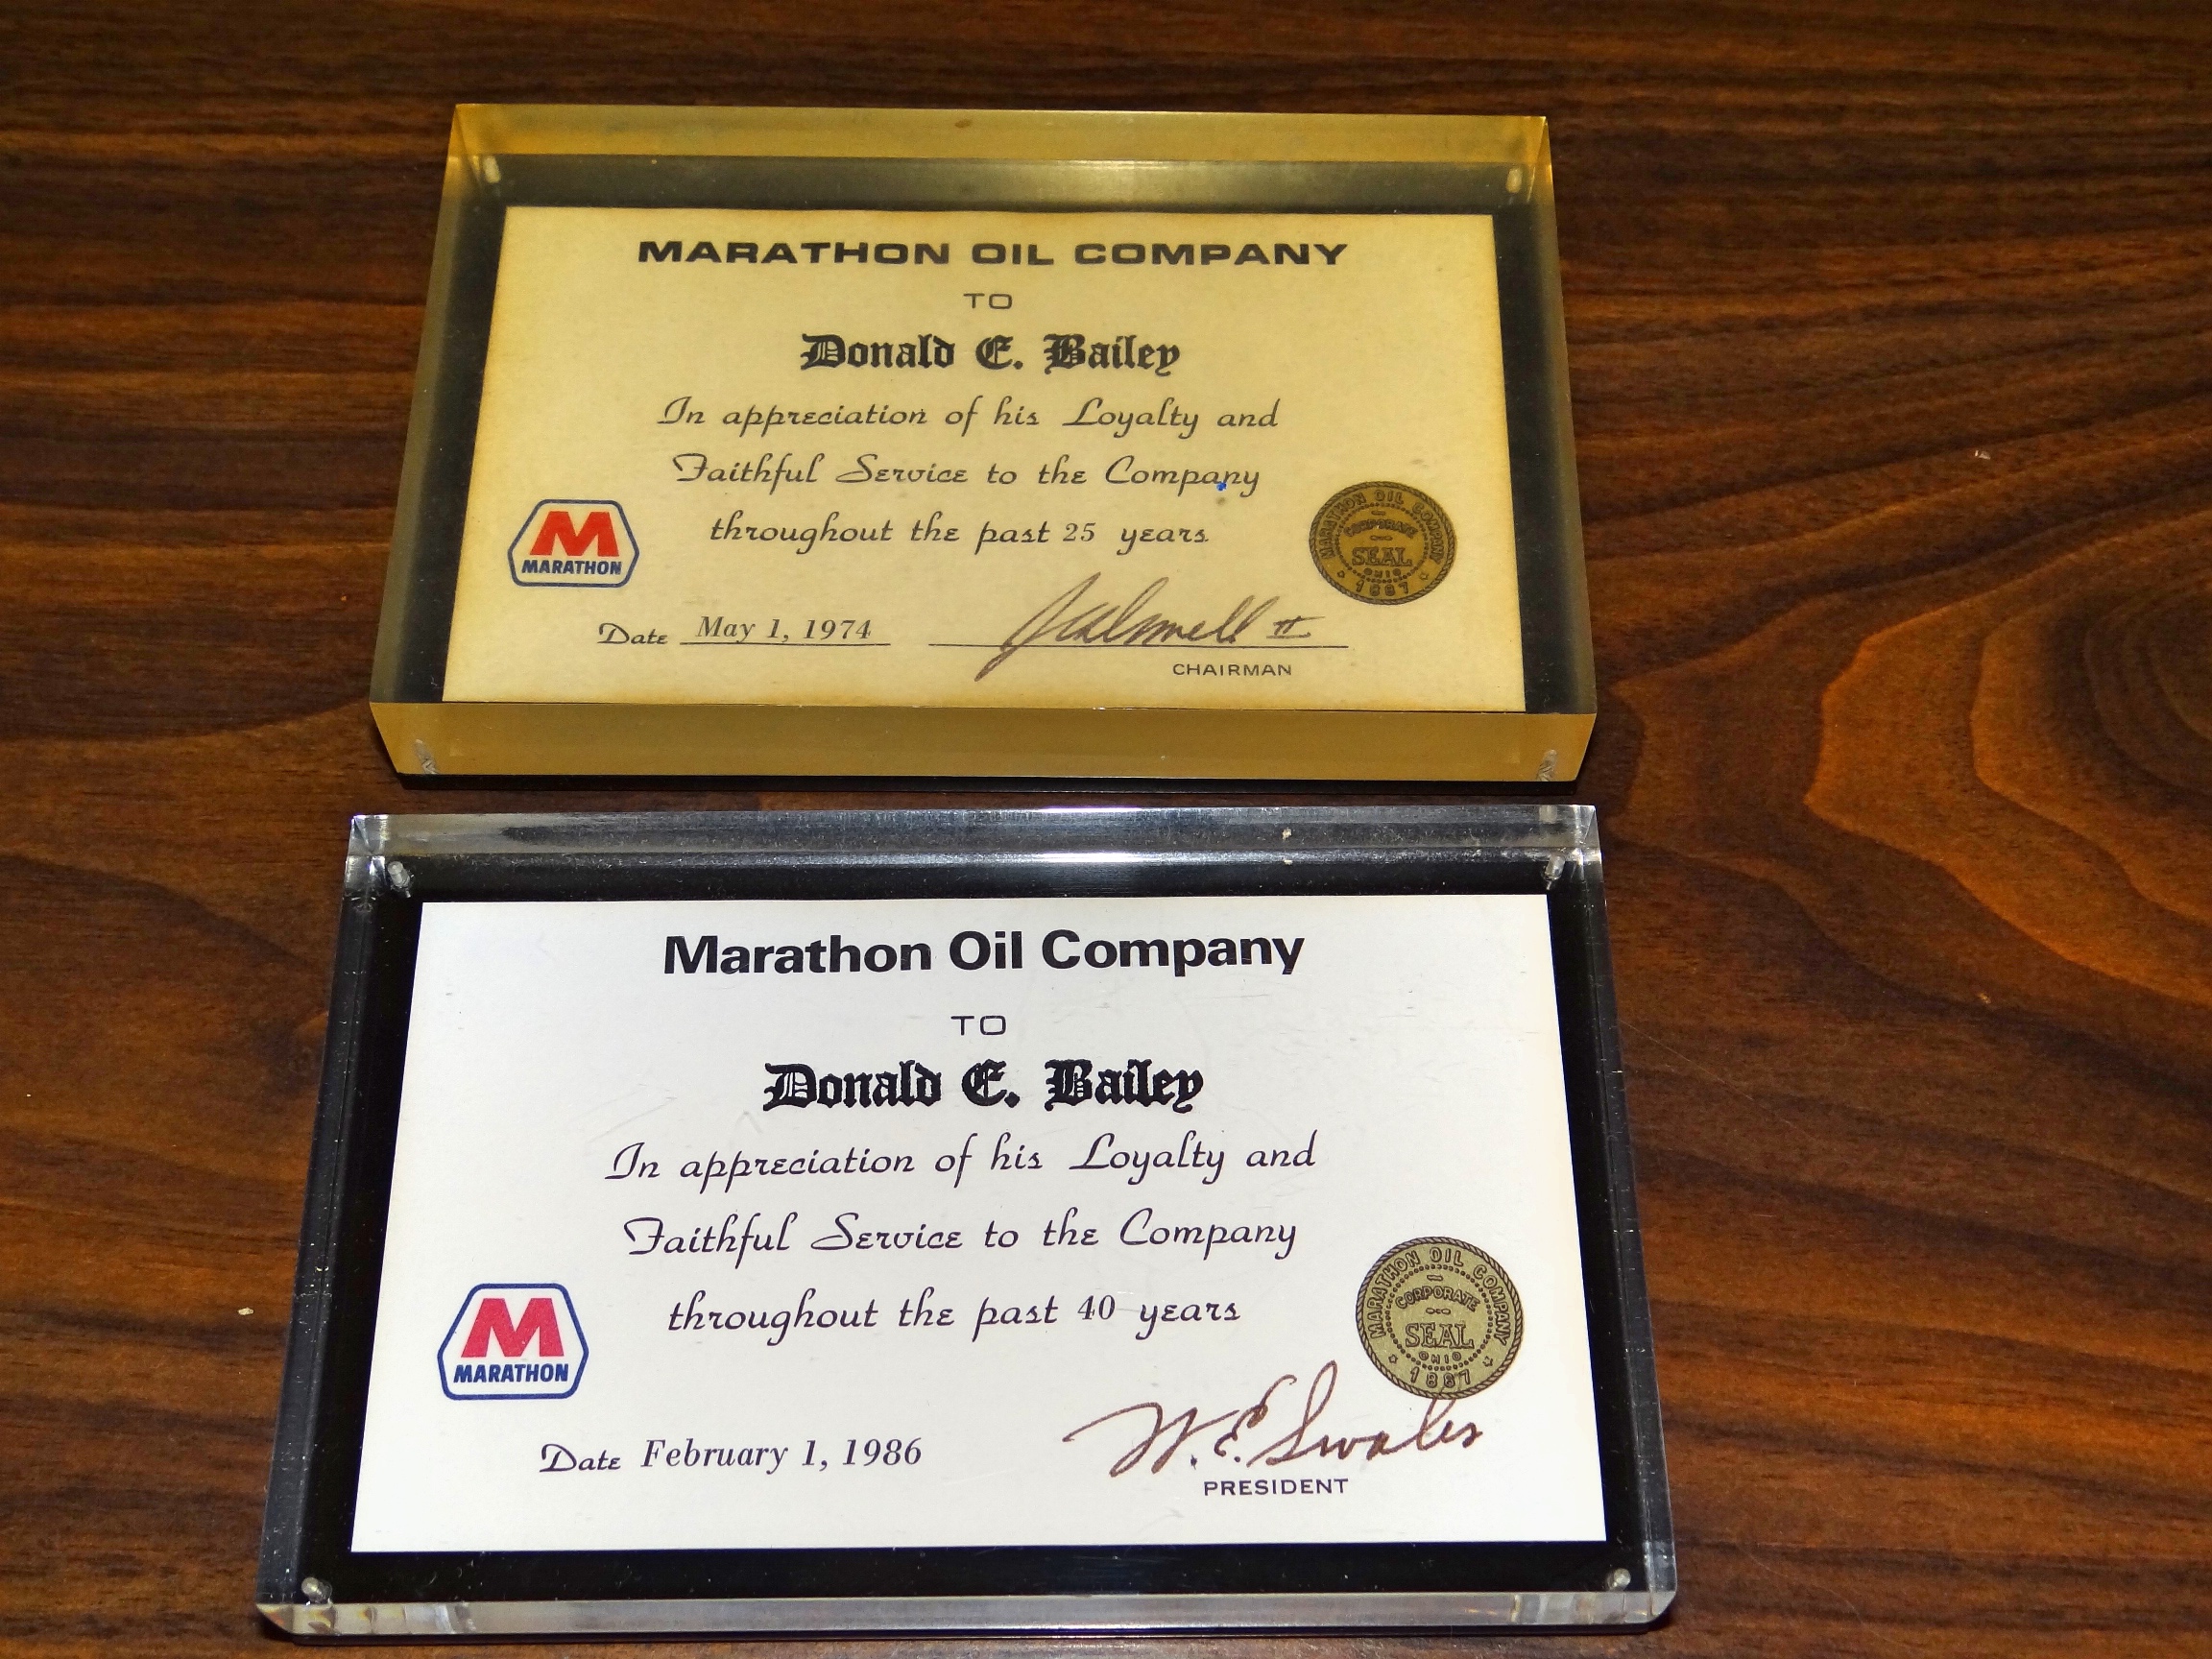 MARATHON OIL COMPANY
TO
Donald E. Bailey
In appreciation of his Loyalty and
Faithful Service to the Company
throughout the past 25 years
M
MARATHON
MARATHON OIL COMPANY
CORPORATE
SEAL
OHIO
1887
Date May 1, 1974
CHAIRMAN
Marathon Oil Company
TO
Donald E. Bailey
In appreciation of his Loyalty and
Faithful Service to the Company
throughout the past 40 years
M
MARATHON
MARATHON OIL COMPANY
CORPORATE
SEAL
OHIO
1887
Date February 1, 1986
W. E. Swales
PRESIDENT